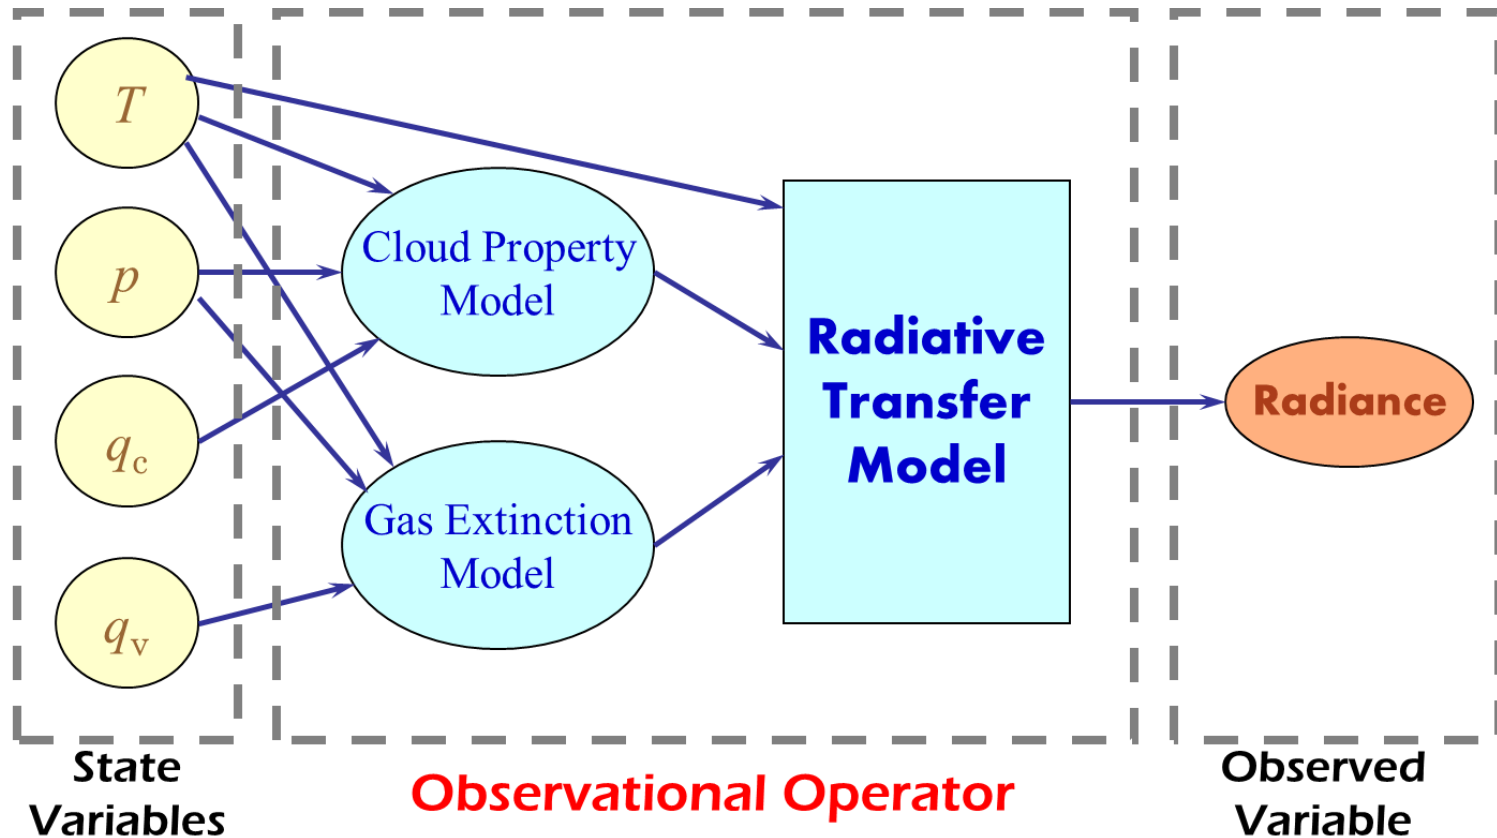 T
p
q_c
q_v
Cloud Property
Model
Gas Extinction
Model
Radiative
Transfer
Model
Radiance
State
Variables
Observational Operator
Observed
Variable